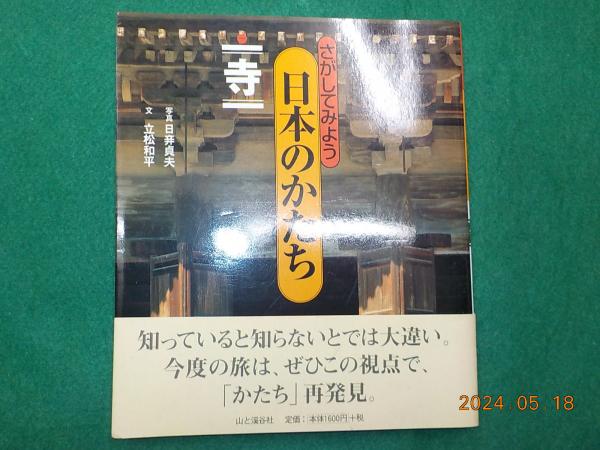 さがしてみよう
日本のかたち
一
寺
写真 日井貞夫
文 立松和平
知っていると知らないとでは大違い。
今度の旅は、ぜひこの視点で、
「かたち」再発見。
山と溪谷社 定価：本体1600円+税
2024.05.18